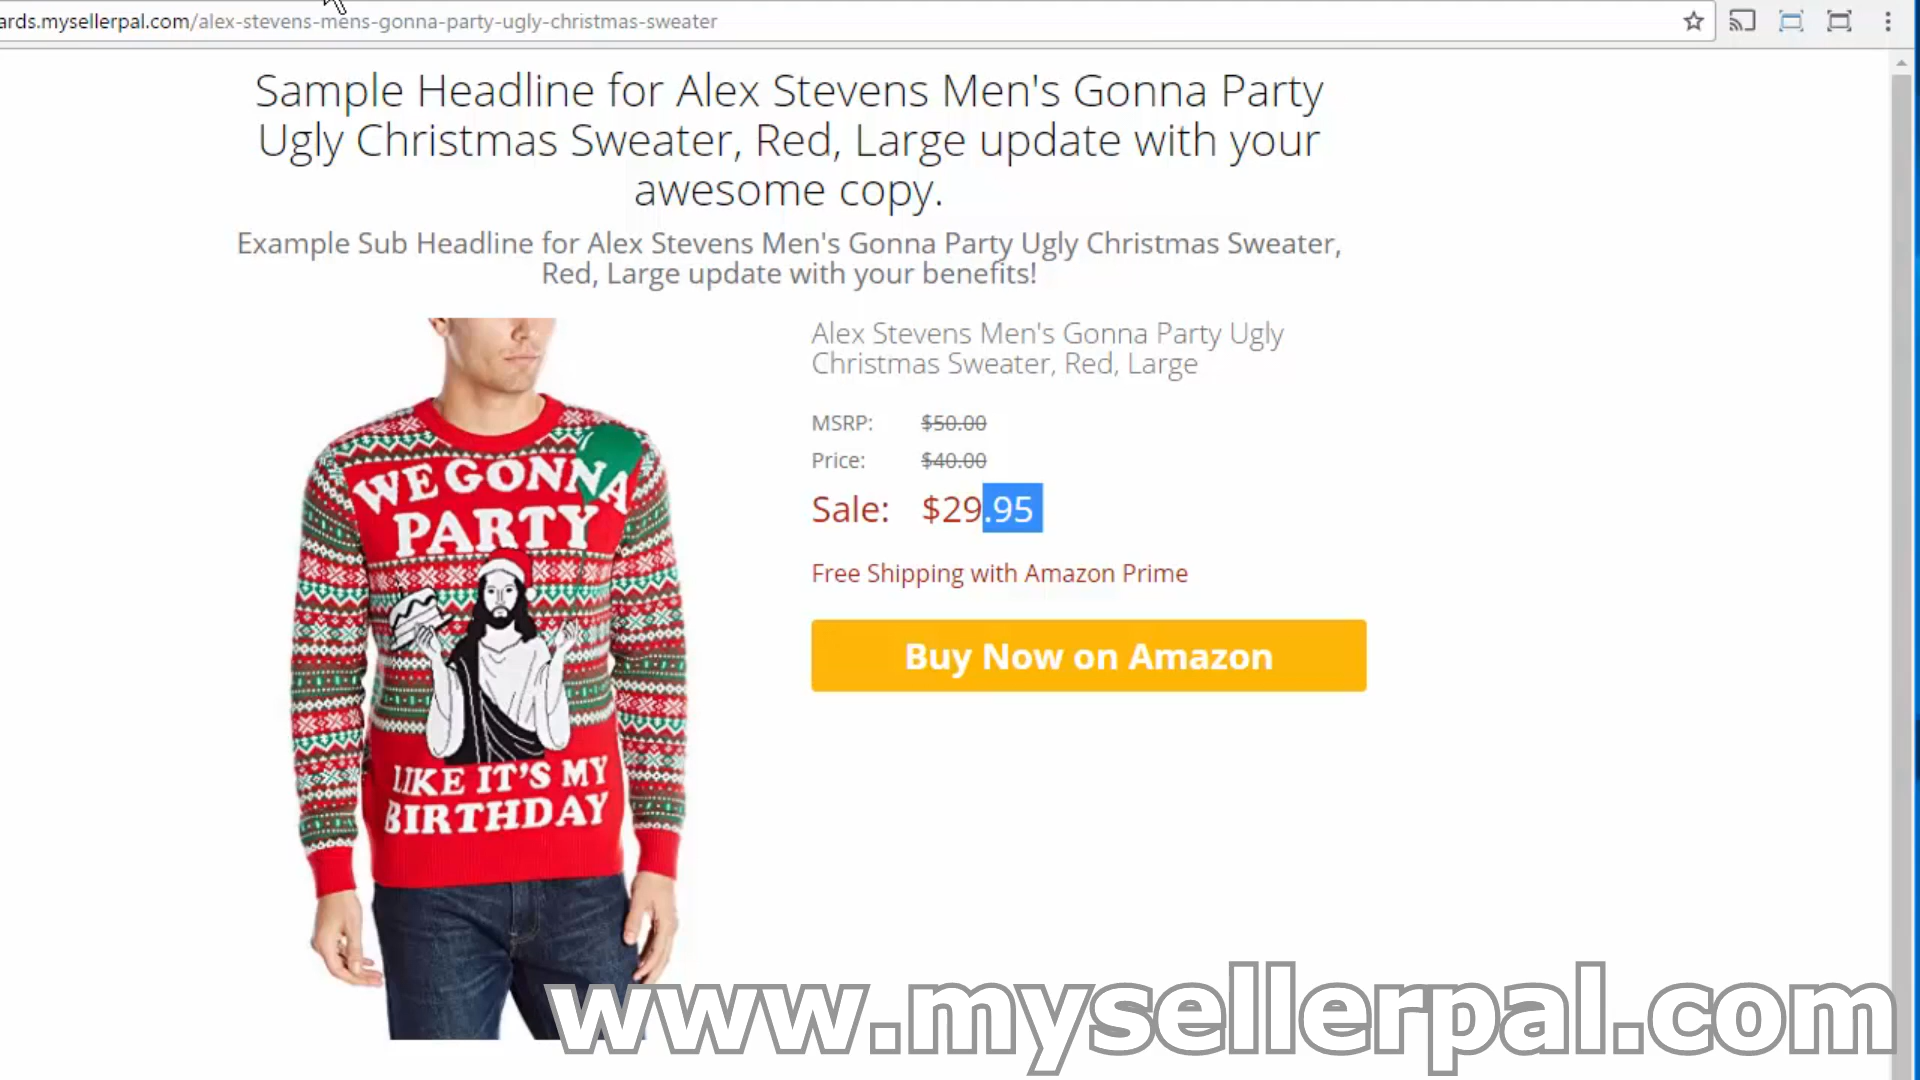 ards.mysellerpal.com/alex-stevens-mens-gonna-party-ugly-christmas-sweater
Sample Headline for Alex Stevens Men's Gonna Party
Ugly Christmas Sweater, Red, Large update with your
awesome copy.
Example Sub Headline for Alex Stevens Men's Gonna Party Ugly Christmas Sweater,
Red, Large update with your benefits!
WE GONNA
PARTY
LIKE IT'S MY
BIRTHDAY
Alex Stevens Men's Gonna Party Ugly
Christmas Sweater, Red, Large
MSRP: $50.00
Price: $40.00
Sale: $29.95
Free Shipping with Amazon Prime
Buy Now on Amazon
www.mysellerpal.com